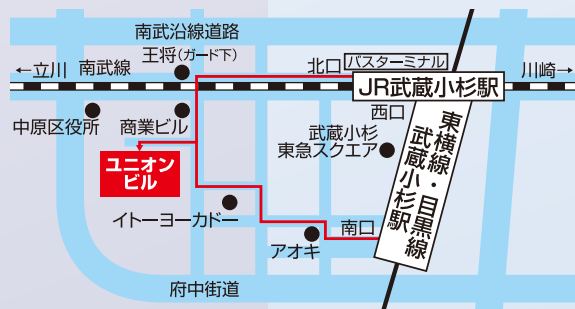 南武沿線道路
王将(ガード下)
北口
バスターミナル
←立川
南武線
JR武蔵小杉駅
川崎→
西口
中原区役所
商業ビル
武蔵小杉
東急スクエア
東横線・目黒線
武蔵小杉駅
ユニオン
ビル
イトーヨーカドー
南口
アオキ
府中街道